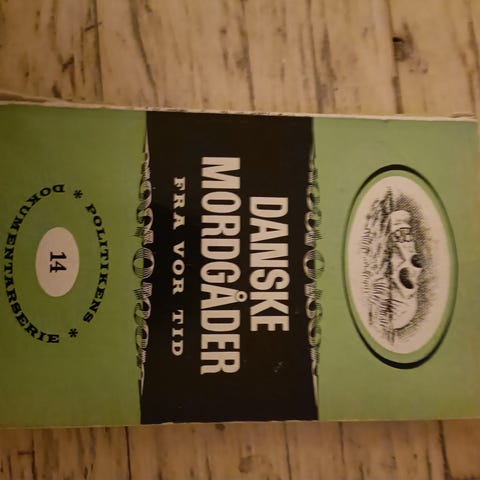 DANSKE
MORDGÅDER
FRA VOR TID
* POLITIKENS *
DOKUMENTARSERIE
14